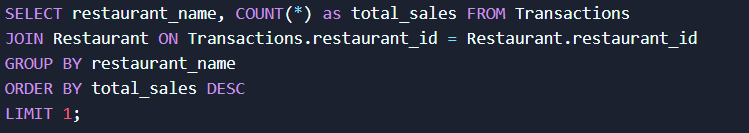 SELECT restaurant_name, COUNT(*) as total_sales FROM Transactions
JOIN Restaurant ON Transactions.restaurant_id = Restaurant.restaurant_id
GROUP BY restaurant_name
ORDER BY total_sales DESC
LIMIT 1;